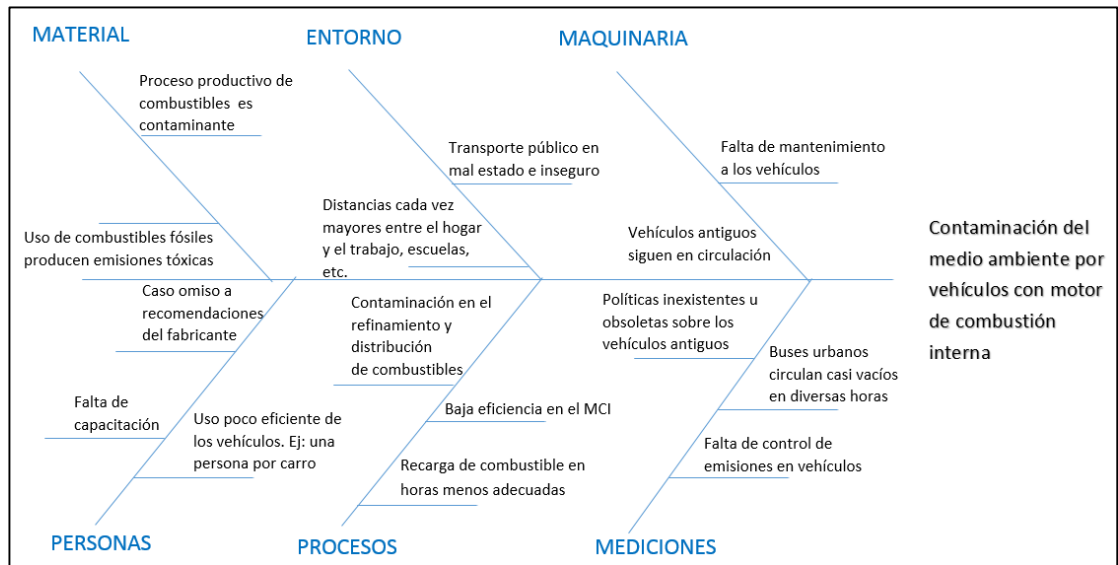 MATERIAL
ENTORNO
MAQUINARIA
Proceso productivo de
combustibles es
contaminante
Transporte público en
mal estado e inseguro
Falta de mantenimiento
a los vehículos
Uso de combustibles fósiles
producen emisiones tóxicas
Distancias cada vez
mayores entre el hogar
y el trabajo, escuelas,
etc.
Vehículos antiguos
siguen en circulación
Contaminación del
medio ambiente por
vehículos con motor
de combustión
interna
Caso omiso a
recomendaciones
del fabricante
Contaminación en el
refinamiento y
distribución
de combustibles
Políticas inexistentes u
obsoletas sobre los
vehículos antiguos
Buses urbanos
circulan casi vacíos
en diversas horas
Falta de
capacitación
Uso poco eficiente de
los vehículos. Ej: una
persona por carro
Baja eficiencia en el MCI
Recarga de combustible en
horas menos adecuadas
Falta de control de
emisiones en vehículos
PERSONAS
PROCESOS
MEDICIONES